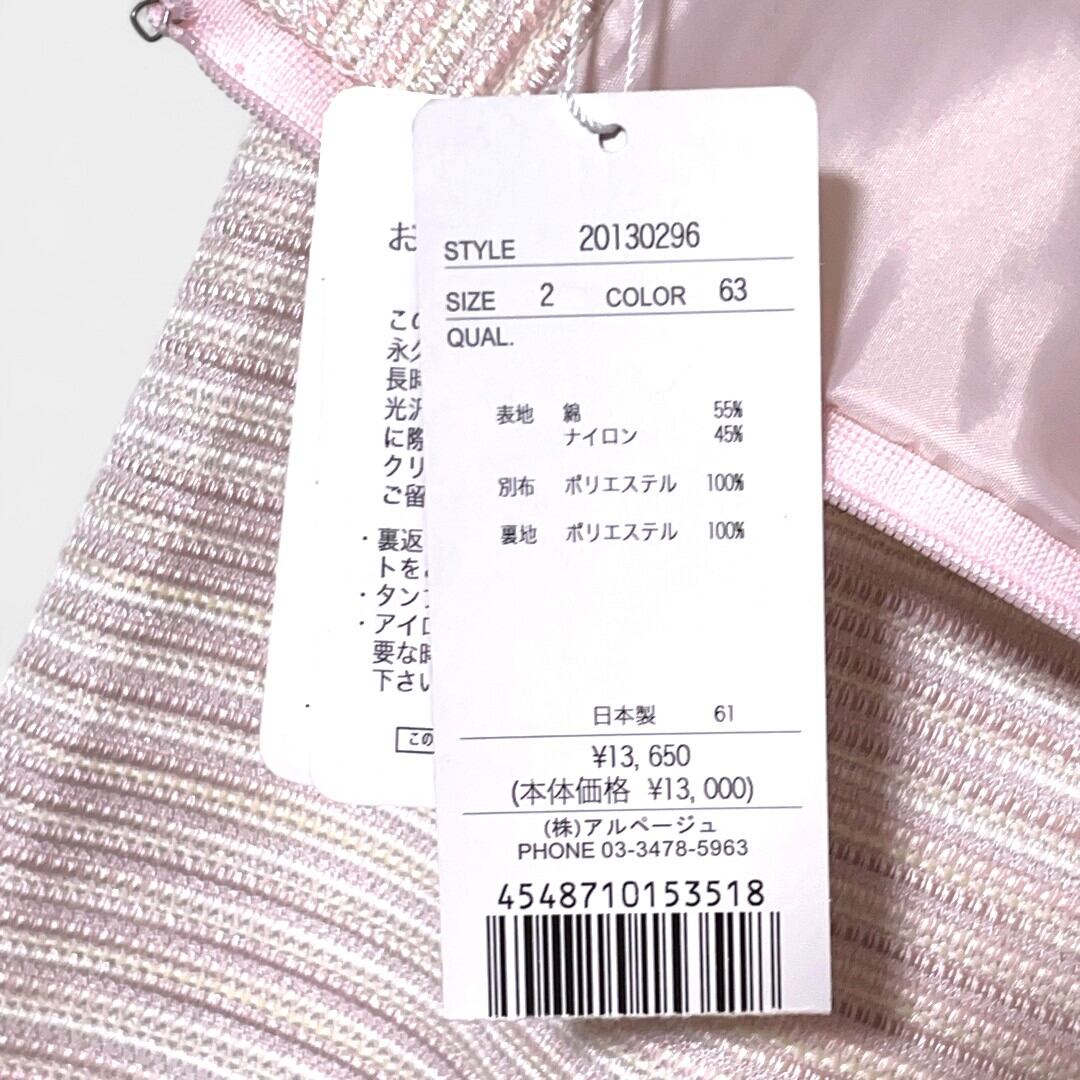 STYLE 20130296
SIZE 2 COLOR 63
QUAL.
表地 綿 55%
ナイロン 45%
別布 ポリエステル 100%
裏地 ポリエステル 100%
日本製 61
¥13,650
(本体価格 ¥13,000)
(株)アルページュ
PHONE 03-3478-5963
4548710153518
お
この
永久
長時
光沢
に際
クリ
ご留
・裏返
トを
・タン
・アイロ
要な時
下さい
この